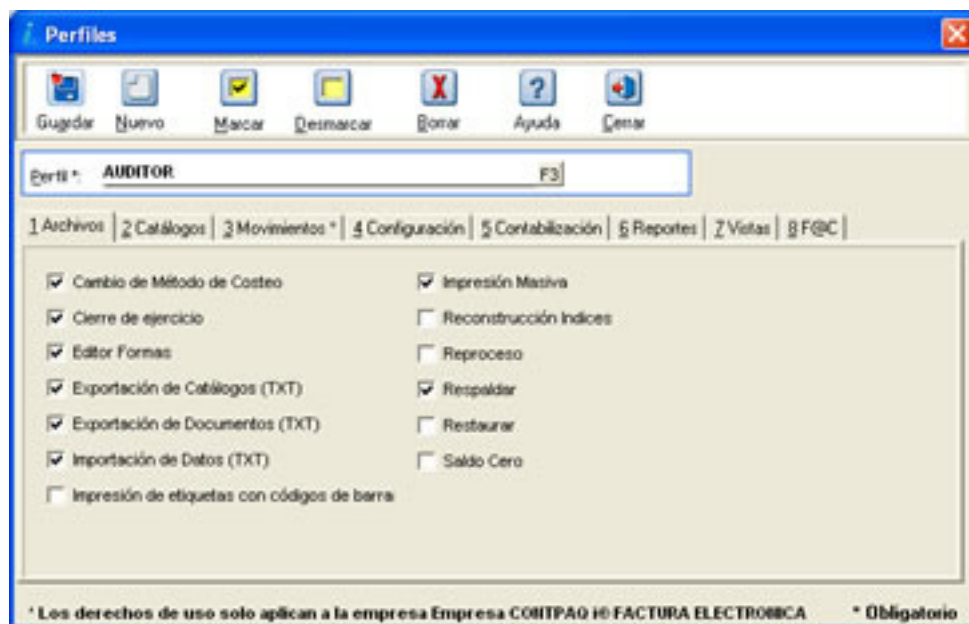 Perfiles
Guardar Nuevo Marcar Desmarcar Borrar Ayuda Cerrar
Perfil *: AUDITOR F3
1 Archivos 2 Catálogos 3 Movimientos * 4 Configuración 5 Contabilización 6 Reportes 7 Vistas 8 F@C
Cambio de Método de Costeo
Cierre de ejercicio
Editor Formas
Exportación de Catálogos (TXT)
Exportación de Documentos (TXT)
Importación de Datos (TXT)
Impresión de etiquetas con códigos de barra
Impresión Masiva
Reconstrucción Indices
Reproceso
Respaldar
Restaurar
Saldo Cero
* Los derechos de uso solo aplican a la empresa Empresa CONTPAQ i® FACTURA ELECTRONICA * Obligatorio